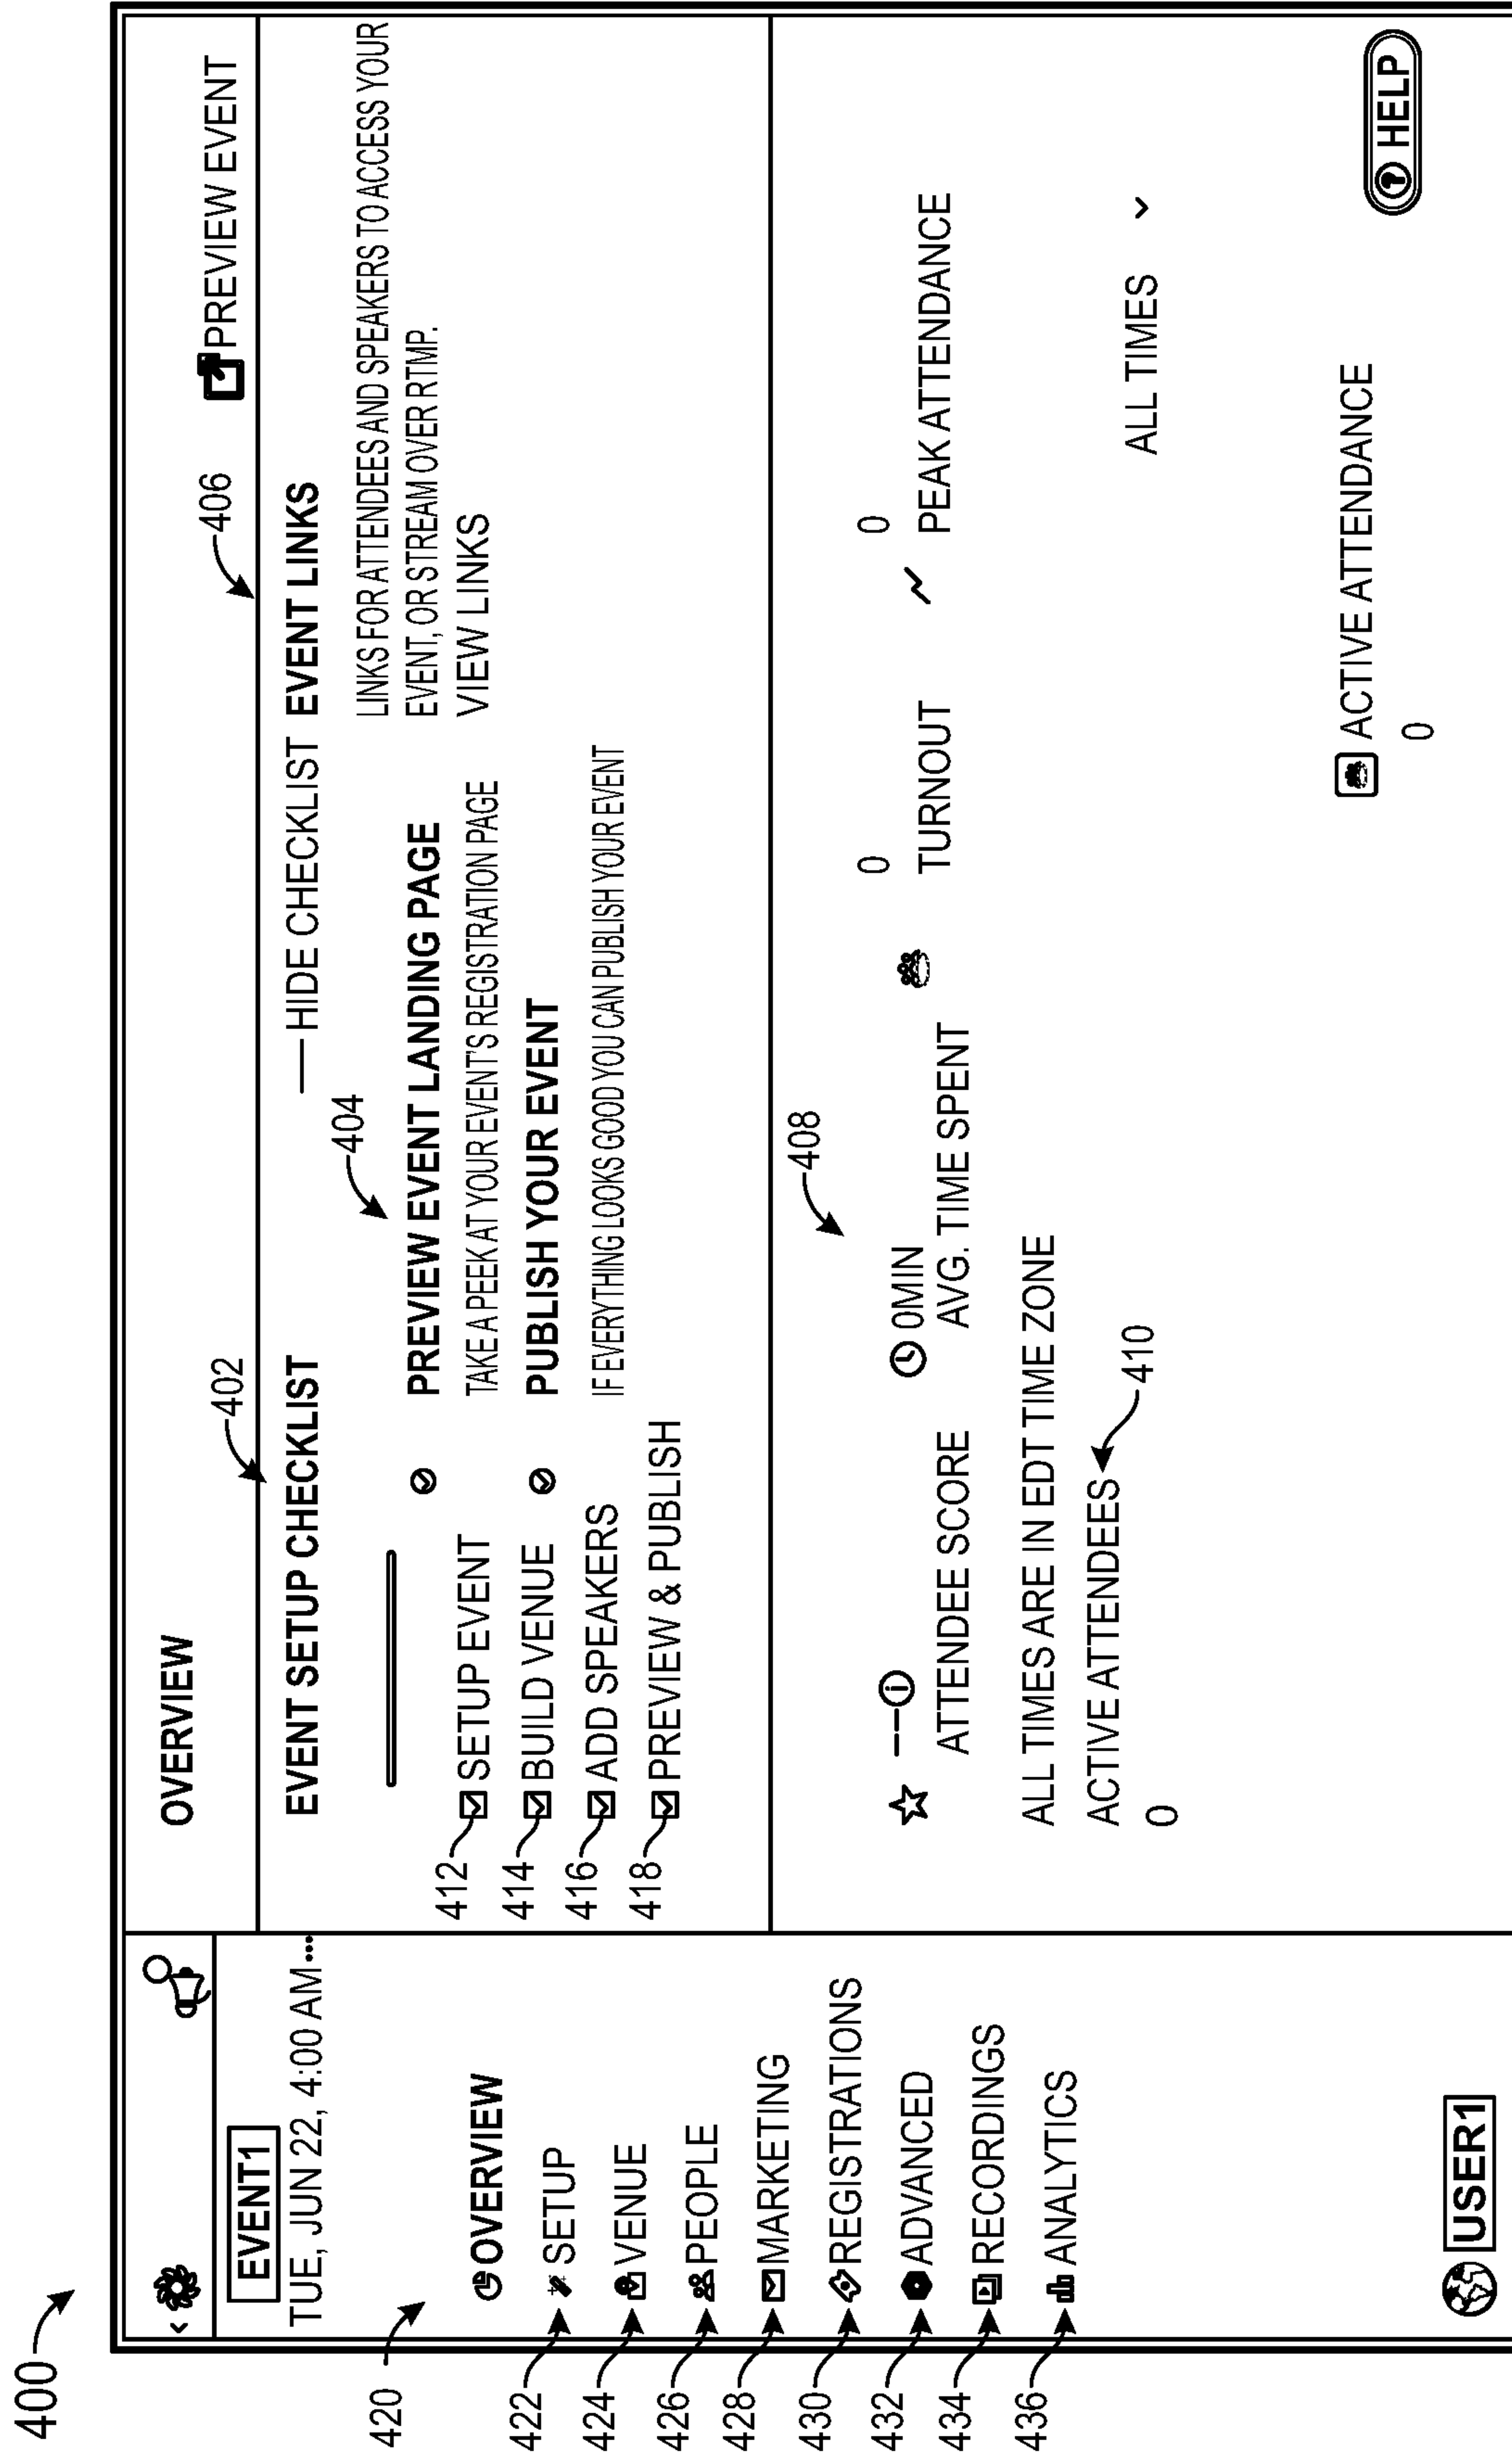 400
EVENT1
TUE, JUN 22, 4:00 AM...
420
OVERVIEW
422
SETUP
424
VENUE
426
PEOPLE
428
MARKETING
430
REGISTRATIONS
432
ADVANCED
434
RECORDINGS
436
ANALYTICS
USER1
OVERVIEW
406
PREVIEW EVENT
402
EVENT SETUP CHECKLIST
HIDE CHECKLIST
412
SETUP EVENT
414
BUILD VENUE
416
ADD SPEAKERS
418
PREVIEW & PUBLISH
404
PREVIEW EVENT LANDING PAGE
TAKE A PEEK AT YOUR EVENT'S REGISTRATION PAGE
PUBLISH YOUR EVENT
IF EVERYTHING LOOKS GOOD YOU CAN PUBLISH YOUR EVENT
EVENT LINKS
LINKS FOR ATTENDEES AND SPEAKERS TO ACCESS YOUR
EVENT, OR STREAM OVER RTMP.
VIEW LINKS
408
--
ATTENDEE SCORE
0MIN
AVG. TIME SPENT
0
TURNOUT
0
PEAK ATTENDANCE
ALL TIMES ARE IN EDT TIME ZONE
ACTIVE ATTENDEES
410
0
ALL TIMES
ACTIVE ATTENDANCE
0
? HELP